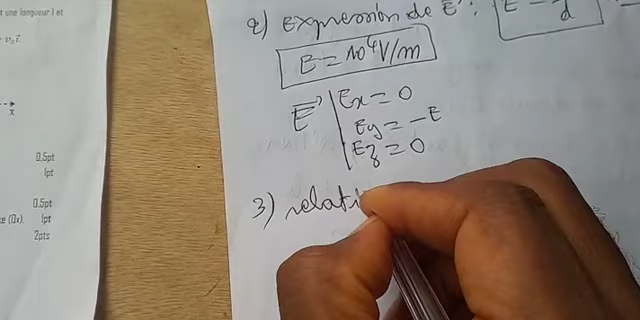 t une longueur l et
= v₀ i
x
0.5pt
1pt
0.5pt
e (Ox). 1pt
2pts
2) Expression de E : E = / d
E = 10⁴ V/m
E Ex = 0
Ey = -E
Ez = 0
3) relati